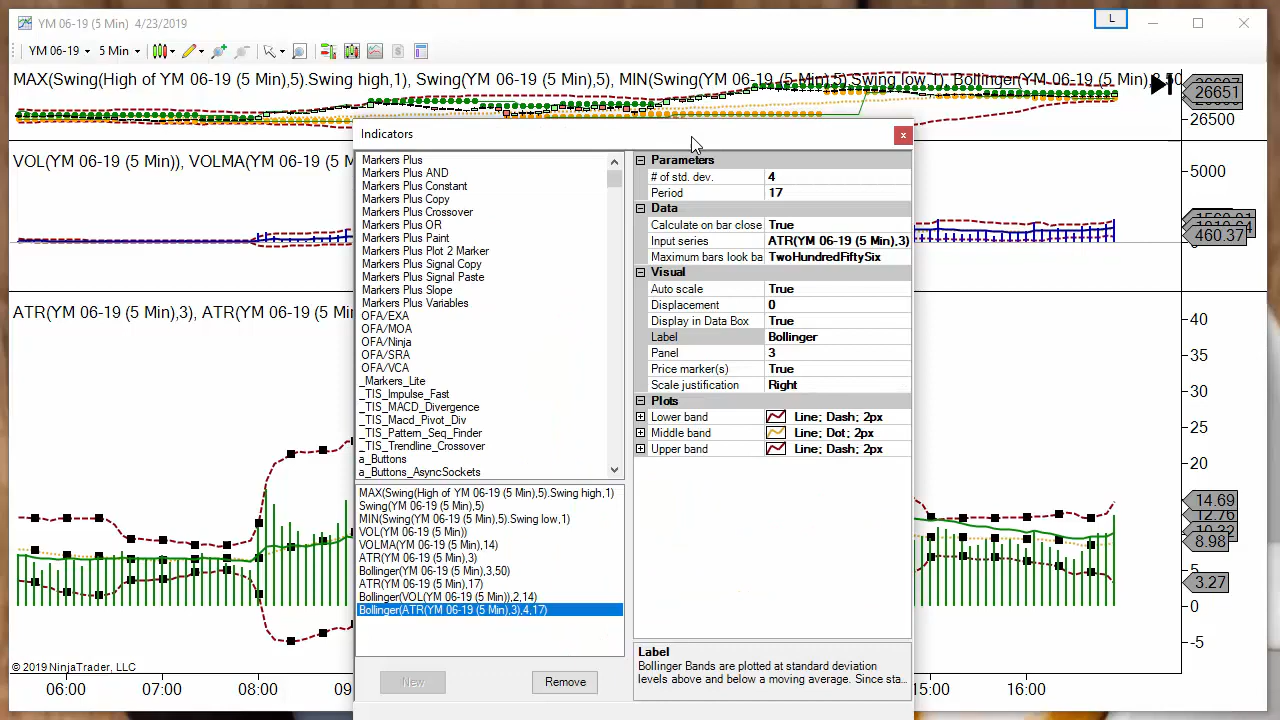 YM 06-19 (5 Min)  4/23/2019
L
YM 06-19 5 Min
MAX(Swing(High of YM 06-19 (5 Min),5).Swing high,1), Swing(YM 06-19 (5 Min),5), MIN(Swing(YM 06-19 (5 Min),5).Swing low,1), Bollinger(YM 06-19 (5 Min),3,50
26651
26500
VOL(YM 06-19 (5 Min)), VOLMA(YM 06-19 (5 Min
5000
460.37
ATR(YM 06-19 (5 Min),3), ATR(YM 06-19 (5 Min
40
35
30
25
20
14.69
12.76
8.98
5
3.27
0
-5
© 2019 NinjaTrader, LLC
06:00 07:00 08:00 09 15:00 16:00
Indicators
x
Markers Plus
Markers Plus AND
Markers Plus Constant
Markers Plus Copy
Markers Plus Crossover
Markers Plus OR
Markers Plus Paint
Markers Plus Plot 2 Marker
Markers Plus Signal Copy
Markers Plus Signal Paste
Markers Plus Slope
Markers Plus Variables
OFA/EXA
OFA/MOA
OFA/Ninja
OFA/SRA
OFA/VCA
_Markers_Lite
_TIS_Impulse_Fast
_TIS_MACD_Divergence
_TIS_Macd_Pivot_Div
_TIS_Pattern_Seq_Finder
_TIS_Trendline_Crossover
a_Buttons
a_Buttons_AsyncSockets
MAX(Swing(High of YM 06-19 (5 Min),5).Swing high,1)
Swing(YM 06-19 (5 Min),5)
MIN(Swing(YM 06-19 (5 Min),5).Swing low,1)
VOL(YM 06-19 (5 Min))
VOLMA(YM 06-19 (5 Min),14)
ATR(YM 06-19 (5 Min),3)
Bollinger(YM 06-19 (5 Min),3,50)
ATR(YM 06-19 (5 Min),17)
Bollinger(VOL(YM 06-19 (5 Min)),2,14)
Bollinger(ATR(YM 06-19 (5 Min),3),4,17)
New Remove
Parameters
# of std. dev. 4
Period 17
Data
Calculate on bar close True
Input series ATR(YM 06-19 (5 Min),3)
Maximum bars look ba TwoHundredFiftySix
Visual
Auto scale True
Displacement 0
Display in Data Box True
Label Bollinger
Panel 3
Price marker(s) True
Scale justification Right
Plots
Lower band Line; Dash; 2px
Middle band Line; Dot; 2px
Upper band Line; Dash; 2px
Label
Bollinger Bands are plotted at standard deviation
levels above and below a moving average. Since sta...